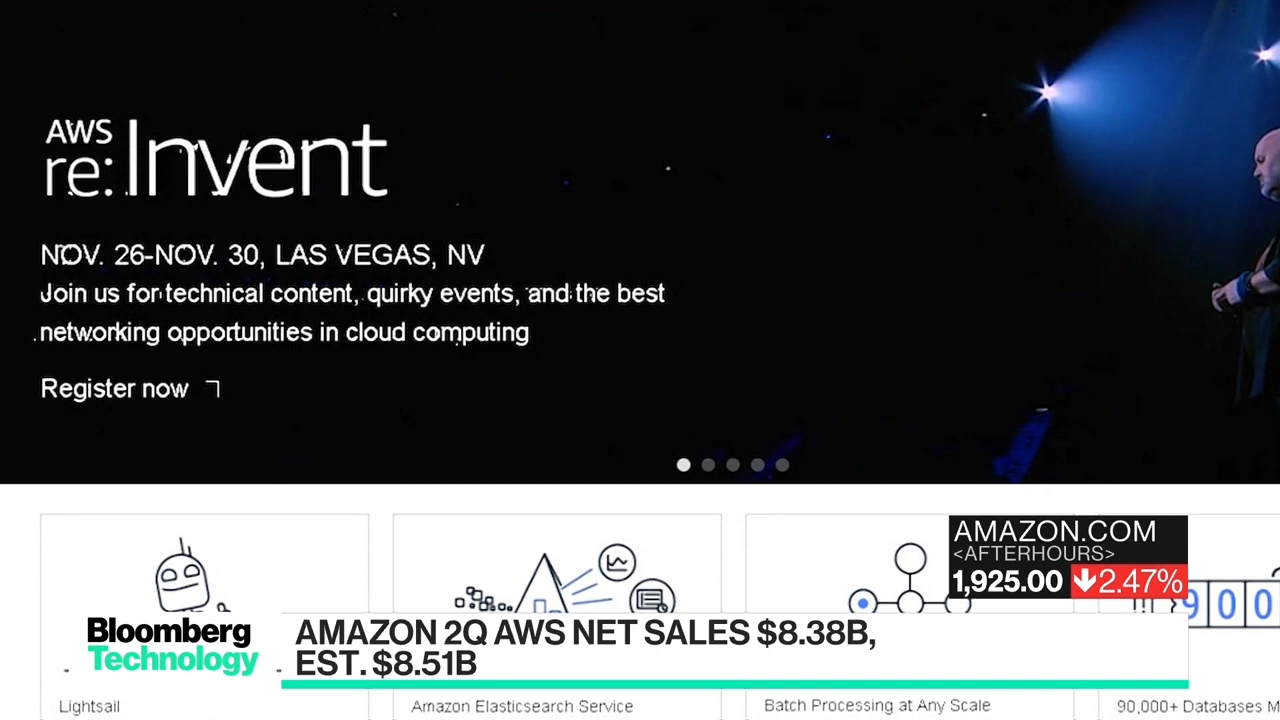 AWS
re:Invent
NOV. 26-NOV. 30, LAS VEGAS, NV
Join us for technical content, quirky events, and the best
networking opportunities in cloud computing
Register now
AMAZON.COM
<AFTERHOURS>
1,925.00 2.47%
900
Bloomberg
Technology
AMAZON 2Q AWS NET SALES $8.38B,
EST. $8.51B
Lightsail
Amazon Elasticsearch Service
Batch Processing at Any Scale
90,000+ Databases M